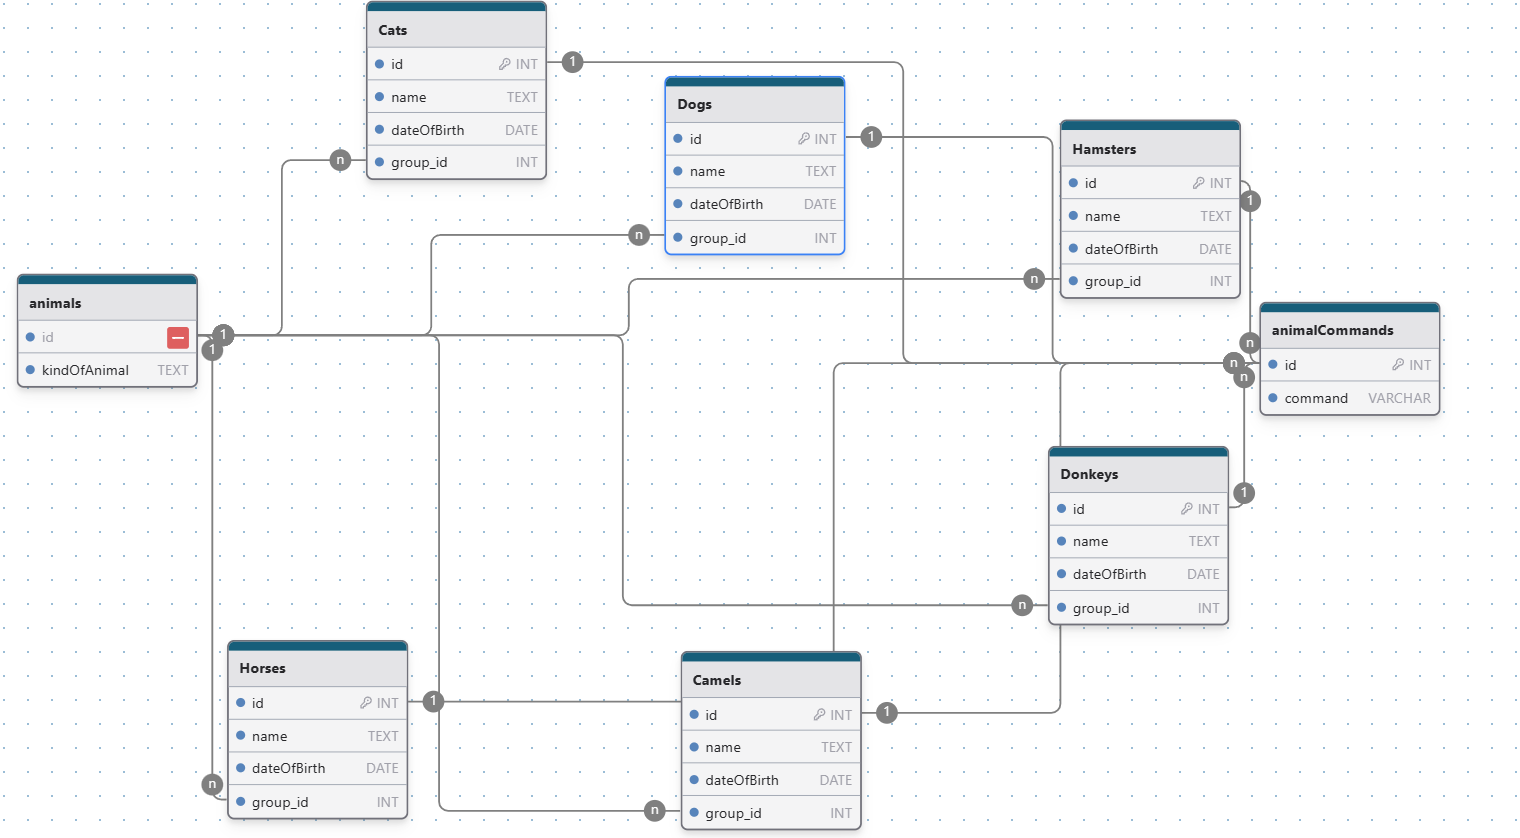 Cats
id INT
name TEXT
dateOfBirth DATE
group_id INT
1
n
Dogs
id INT
name TEXT
dateOfBirth DATE
group_id INT
1
n
Hamsters
id INT
name TEXT
dateOfBirth DATE
group_id INT
1
n
animals
id
kindOfAnimal TEXT
1
1
animalCommands
id INT
command VARCHAR
n
n
n
Donkeys
id INT
name TEXT
dateOfBirth DATE
group_id INT
1
n
Horses
id INT
name TEXT
dateOfBirth DATE
group_id INT
1
n
Camels
id INT
name TEXT
dateOfBirth DATE
group_id INT
1
n